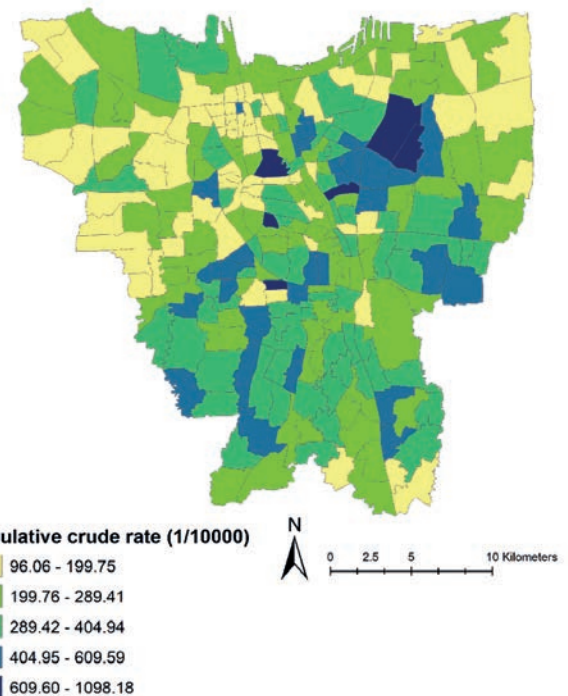 ulative crude rate (1/10000)
96.06 - 199.75
199.76 - 289.41
289.42 - 404.94
404.95 - 609.59
609.60 - 1098.18
N
0 2.5 5 10 Kilometers